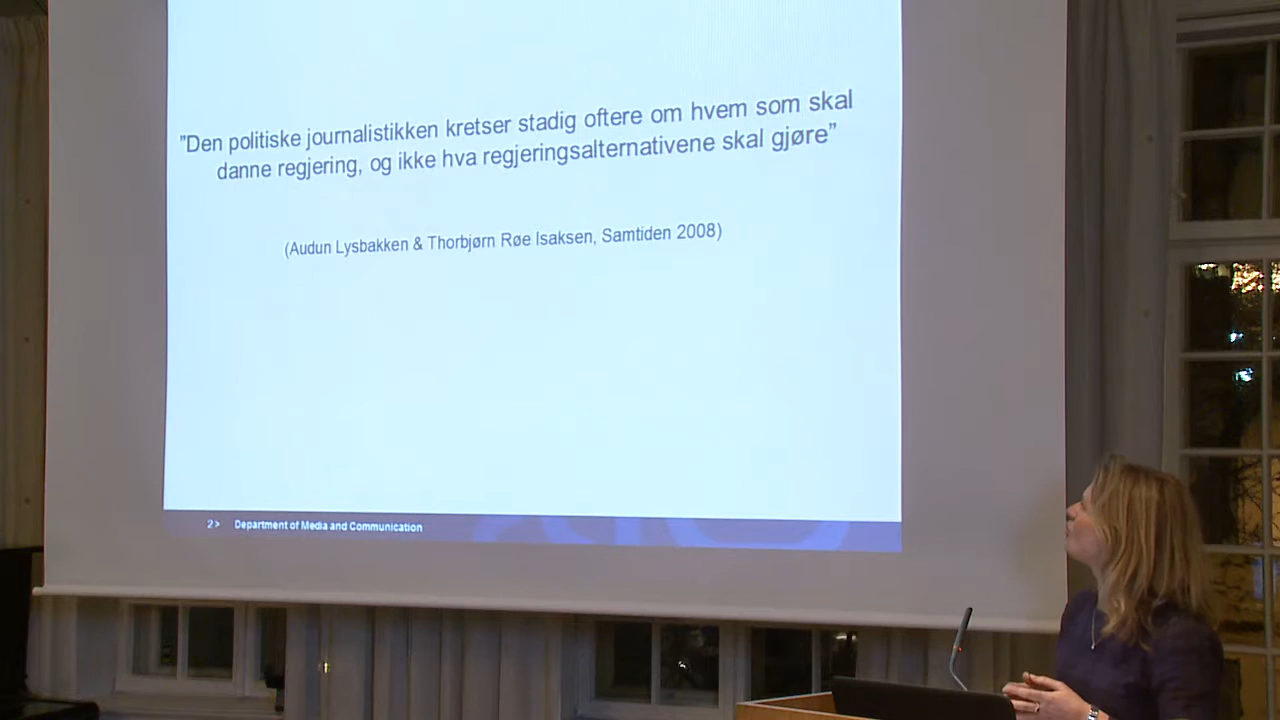 ”Den politiske journalistikken kretser stadig oftere om hvem som skal
danne regjering, og ikke hva regjeringsalternativene skal gjøre”
(Audun Lysbakken & Thorbjørn Røe Isaksen, Samtiden 2008)
2> Department of Media and Communication